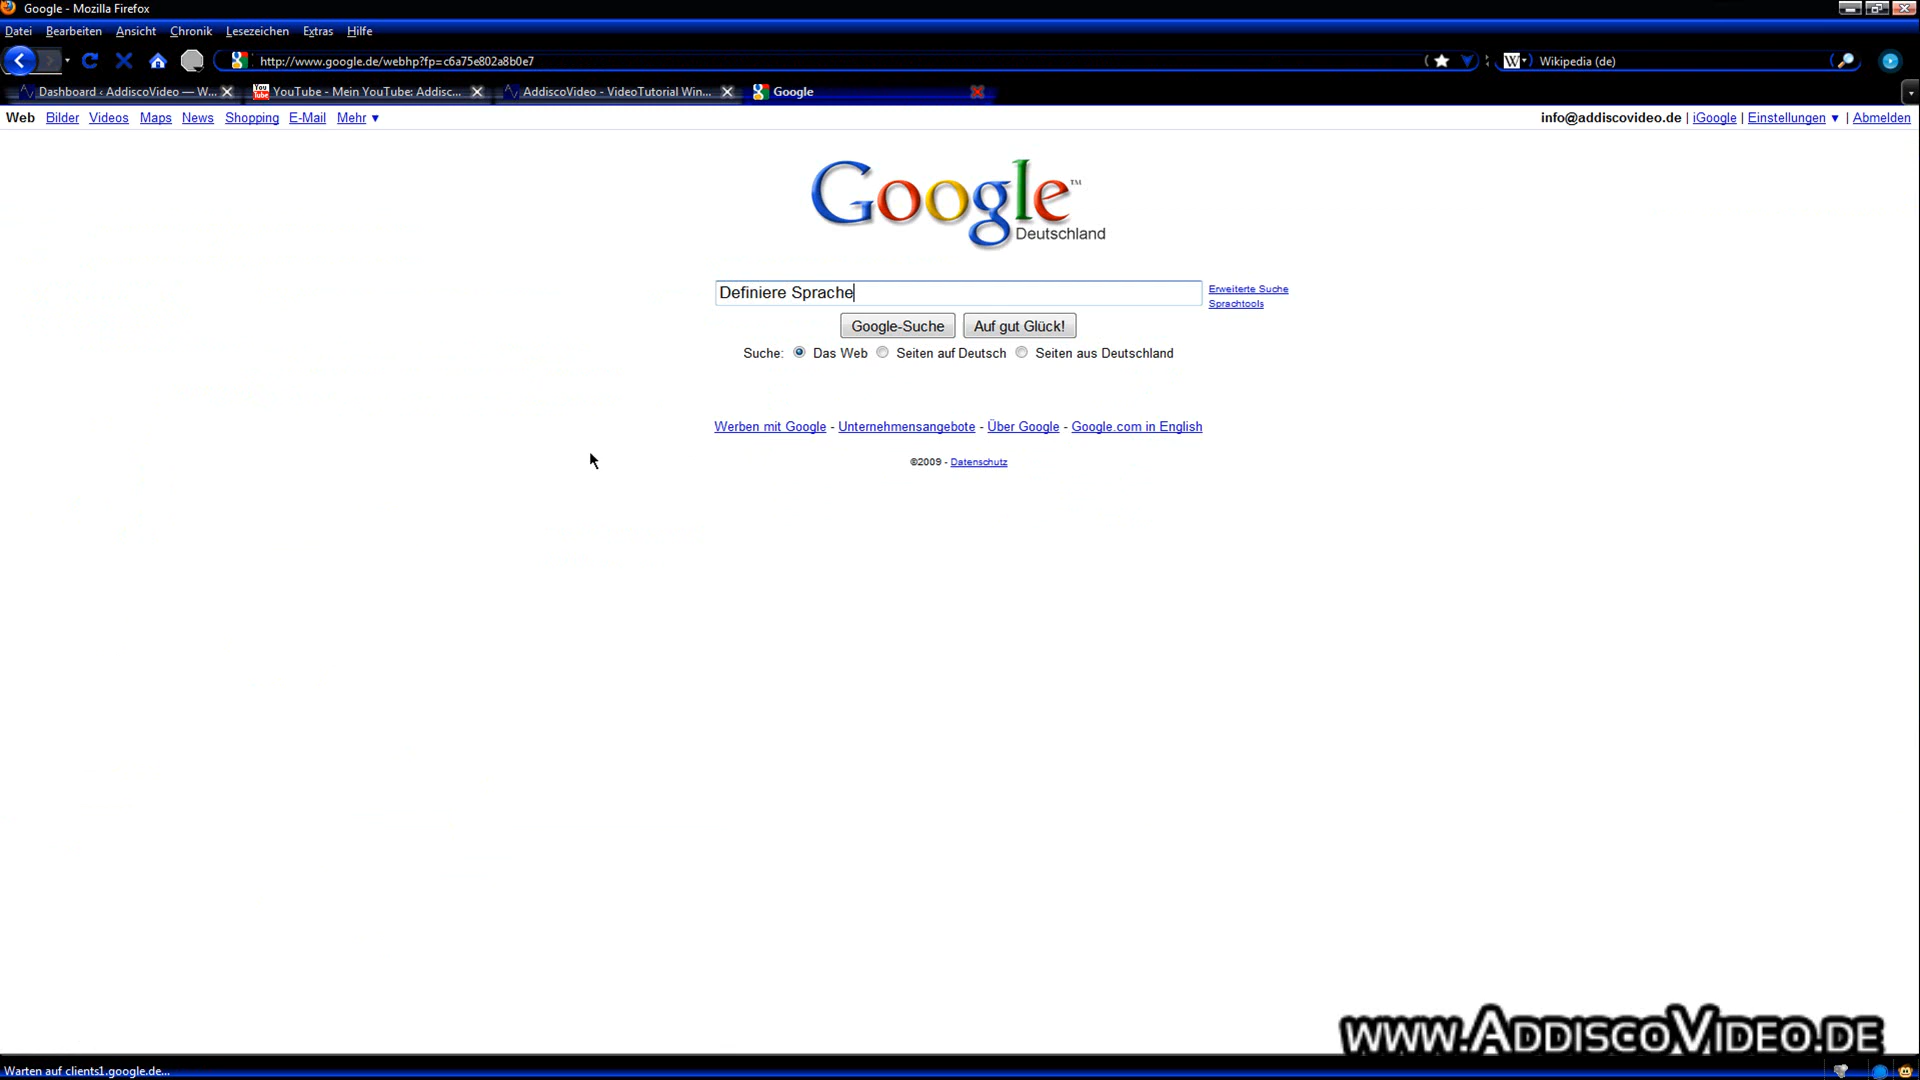 Google - Mozilla Firefox
Datei Bearbeiten Ansicht Chronik Lesezeichen Extras Hilfe
http://www.google.de/webhp?fp=c6a75e802a8b0e7 W Wikipedia (de)
Dashboard ‹ AddiscoVideo — W... You Tube YouTube - Mein YouTube: Addisc... AddiscoVideo - VideoTutorial Win... Google
Web Bilder Videos Maps News Shopping E-Mail Mehr ▼ info@addiscovideo.de | iGoogle | Einstellungen ▼ | Abmelden
Google™
Deutschland
Definiere Sprache Erweiterte Suche
Sprachtools
Google-Suche Auf gut Glück!
Suche: Das Web Seiten auf Deutsch Seiten aus Deutschland
Werben mit Google - Unternehmensangebote - Über Google - Google.com in English
©2009 - Datenschutz
www.AddiscoVideo.de
Warten auf clients1.google.de...